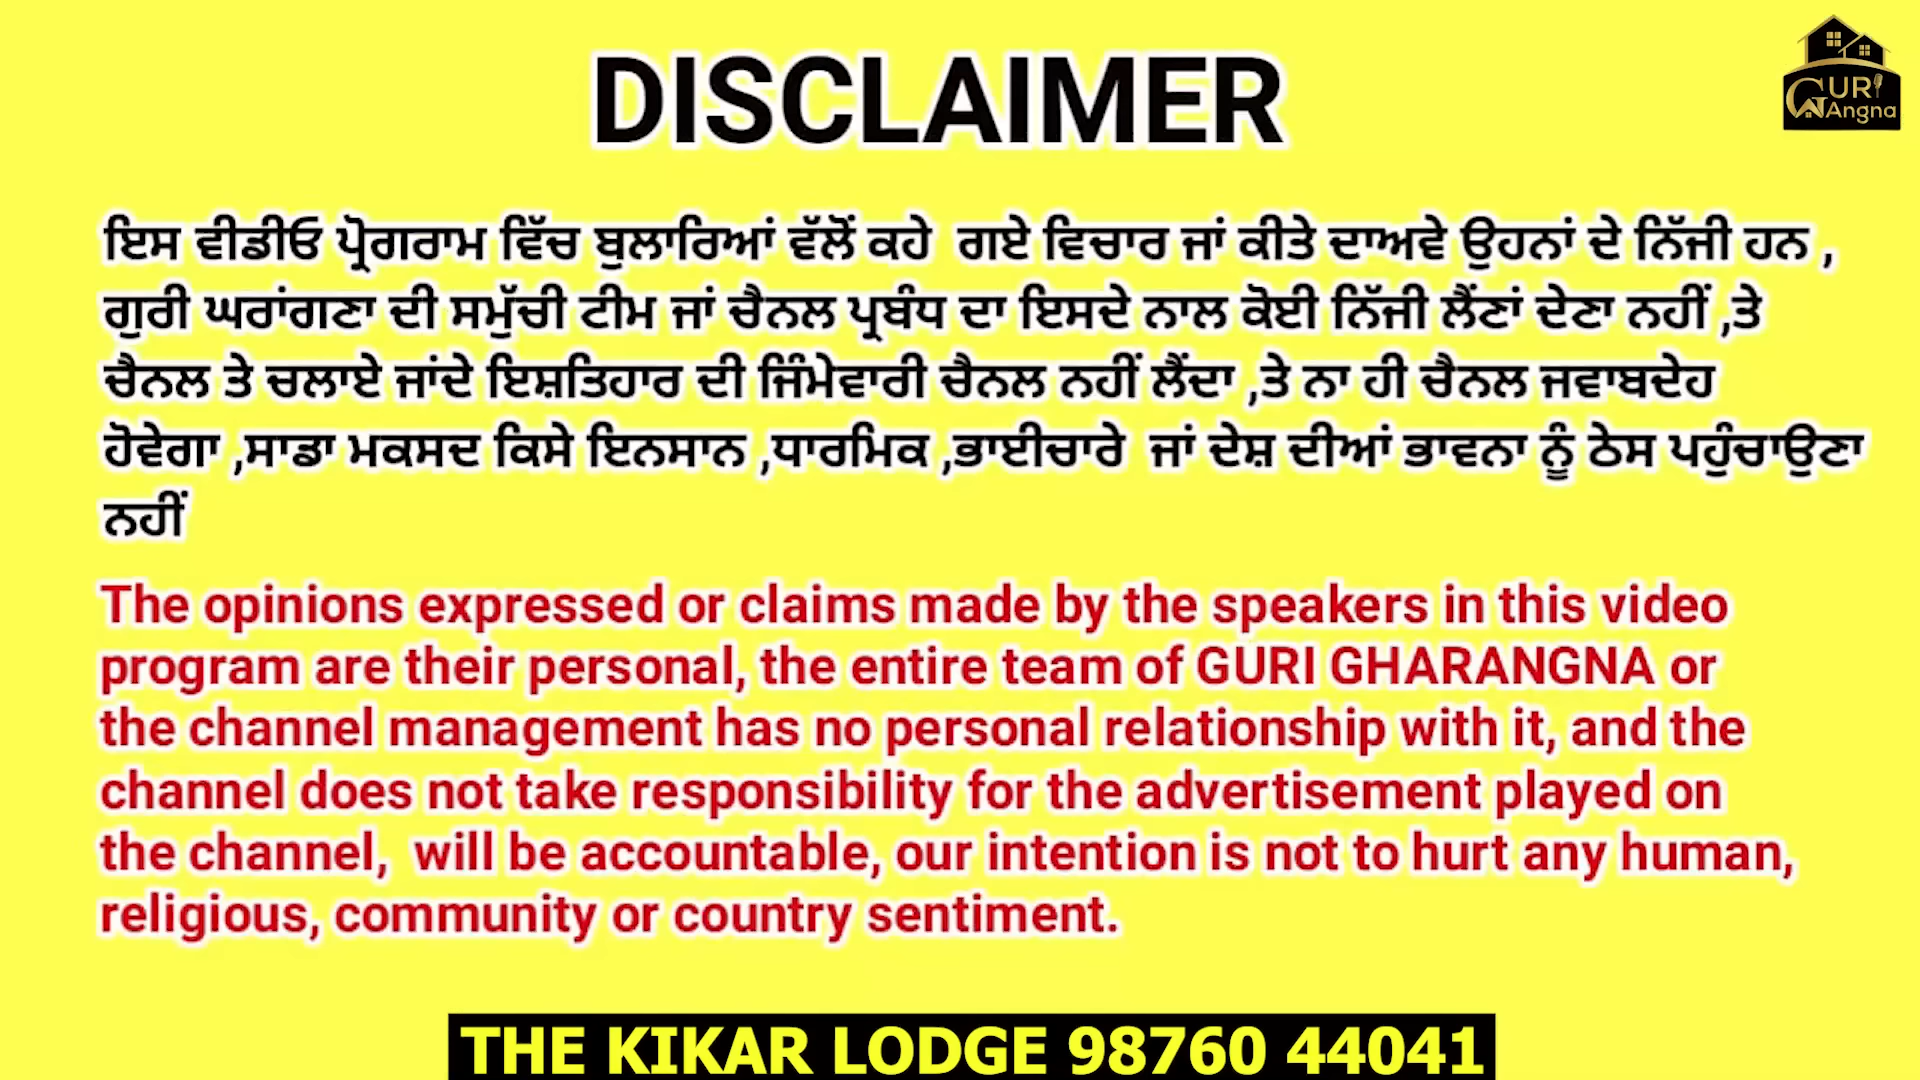 DISCLAIMER
GURI
Angna
ਇਸ ਵੀਡੀਓ ਪ੍ਰੋਗਰਾਮ ਵਿੱਚ ਬੁਲਾਰਿਆਂ ਵੱਲੋਂ ਕਹੇ ਗਏ ਵਿਚਾਰ ਜਾਂ ਕੀਤੇ ਦਾਅਵੇ ਉਹਨਾਂ ਦੇ ਨਿੱਜੀ ਹਨ ,
ਗੁਰੀ ਘਰਾਂਗਣਾ ਦੀ ਸਮੁੱਚੀ ਟੀਮ ਜਾਂ ਚੈਨਲ ਪ੍ਰਬੰਧ ਦਾ ਇਸਦੇ ਨਾਲ ਕੋਈ ਨਿੱਜੀ ਲੈਂਣਾਂ ਦੇਣਾ ਨਹੀਂ ,ਤੇ
ਚੈਨਲ ਤੇ ਚਲਾਏ ਜਾਂਦੇ ਇਸ਼ਤਿਹਾਰ ਦੀ ਜਿੰਮੇਵਾਰੀ ਚੈਨਲ ਨਹੀਂ ਲੈਂਦਾ ,ਤੇ ਨਾ ਹੀ ਚੈਨਲ ਜਵਾਬਦੇਹ
ਹੋਵੇਗਾ ,ਸਾਡਾ ਮਕਸਦ ਕਿਸੇ ਇਨਸਾਨ ,ਧਾਰਮਿਕ ,ਭਾਈਚਾਰੇ ਜਾਂ ਦੇਸ਼ ਦੀਆਂ ਭਾਵਨਾ ਨੂੰ ਠੇਸ ਪਹੁੰਚਾਉਣਾ
ਨਹੀਂ
The opinions expressed or claims made by the speakers in this video
program are their personal, the entire team of GURI GHARANGNA or
the channel management has no personal relationship with it, and the
channel does not take responsibility for the advertisement played on
the channel, will be accountable, our intention is not to hurt any human,
religious, community or country sentiment.
THE KIKAR LODGE 98760 44041